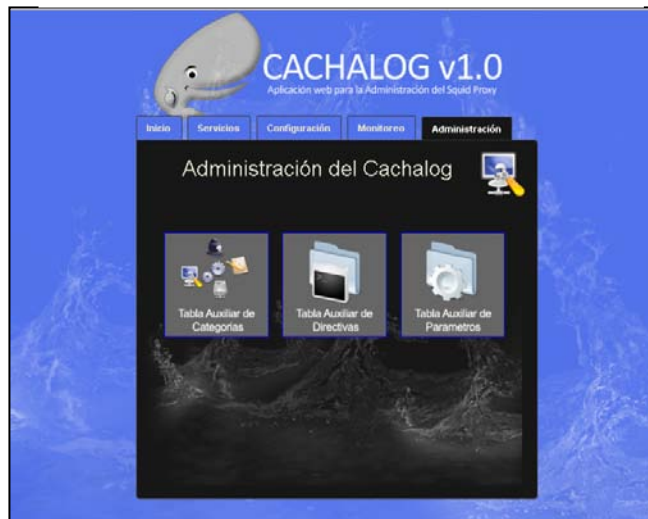 CACHALOG v1.0
Aplicación web para la Administración del Squid Proxy
Inicio Servicios Configuración Monitoreo Administración
Administración del Cachalog
Tabla Auxiliar de Categorias
Tabla Auxiliar de Directivas
Tabla Auxiliar de Parametros